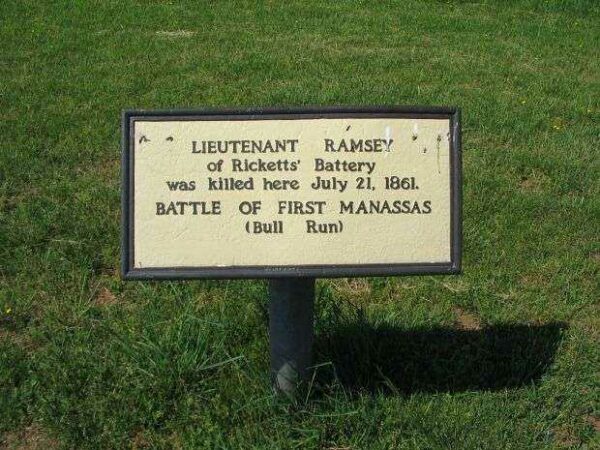 LIEUTENANT RAMSEY
of Ricketts' Battery
was killed here July 21, 1861.
BATTLE OF FIRST MANASSAS
(Bull Run)